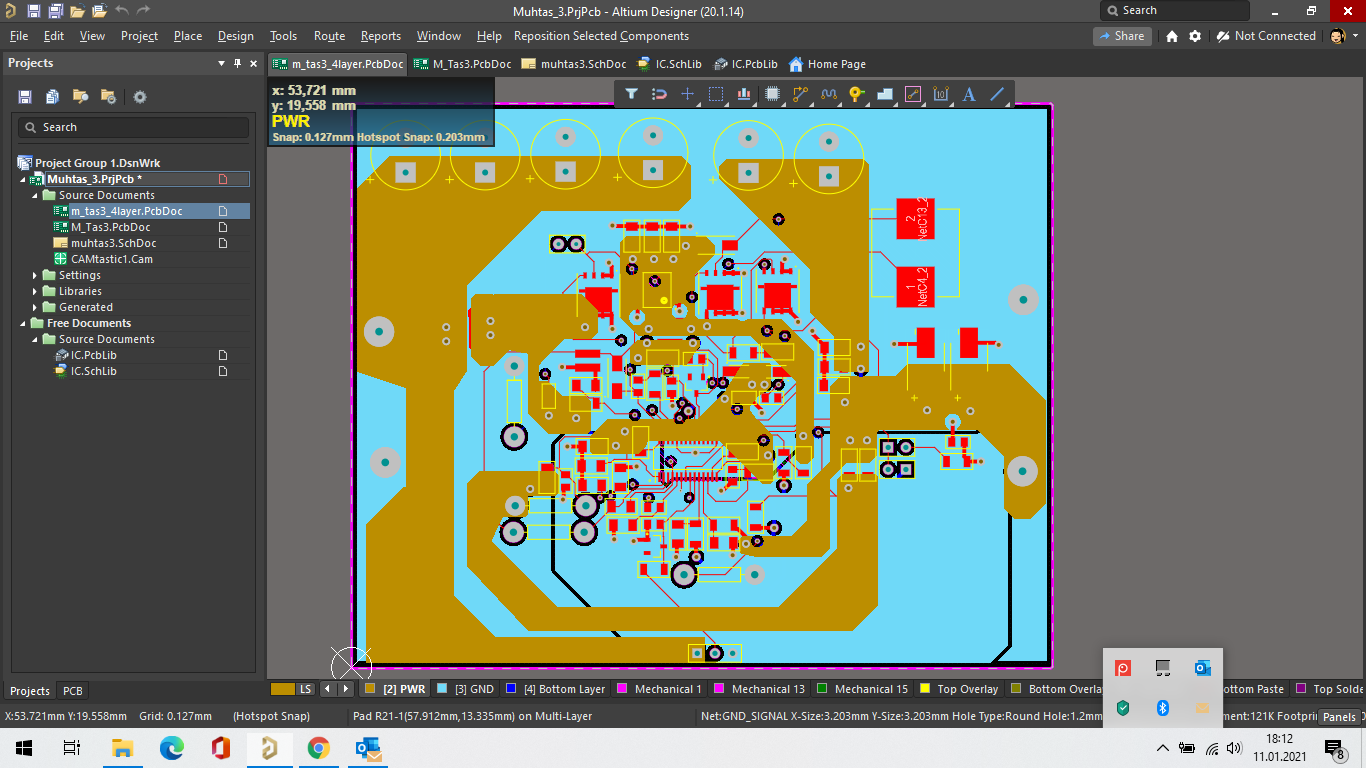 Muhtas_3.PrjPcb - Altium Designer (20.1.14)
Search
File Edit View Project Place Design Tools Route Reports Window Help Reposition Selected Components
Share
Not Connected
Projects
m_tas3_4layer.PcbDoc M_Tas3.PcbDoc muhtas3.SchDoc IC.SchLib IC.PcbLib Home Page
x: 53,721 mm
y: 19,558 mm
PWR
Snap: 0.127mm Hotspot Snap: 0.203mm
Search
Project Group 1.DsnWrk
Muhtas_3.PrjPcb *
Source Documents
m_tas3_4layer.PcbDoc
M_Tas3.PcbDoc
muhtas3.SchDoc
CAMtastic1.Cam
Settings
Libraries
Generated
Free Documents
Source Documents
IC.PcbLib
IC.SchLib
2
NetC13_2
1
NetC4_2
Projects PCB
LS [2] PWR [3] GND [4] Bottom Layer Mechanical 1 Mechanical 13 Mechanical 15 Top Overlay Bottom Overlay ottom Paste Top Solde
X:53.721mm Y:19.558mm Grid: 0.127mm (Hotspot Snap) Pad R21-1(57.912mm,13.335mm) on Multi-Layer Net:GND_SIGNAL X-Size:3.203mm Y-Size:3.203mm Hole Type:Round Hole:1.2mm ment:121K Footprin
Panels
18:12
11.01.2021
8